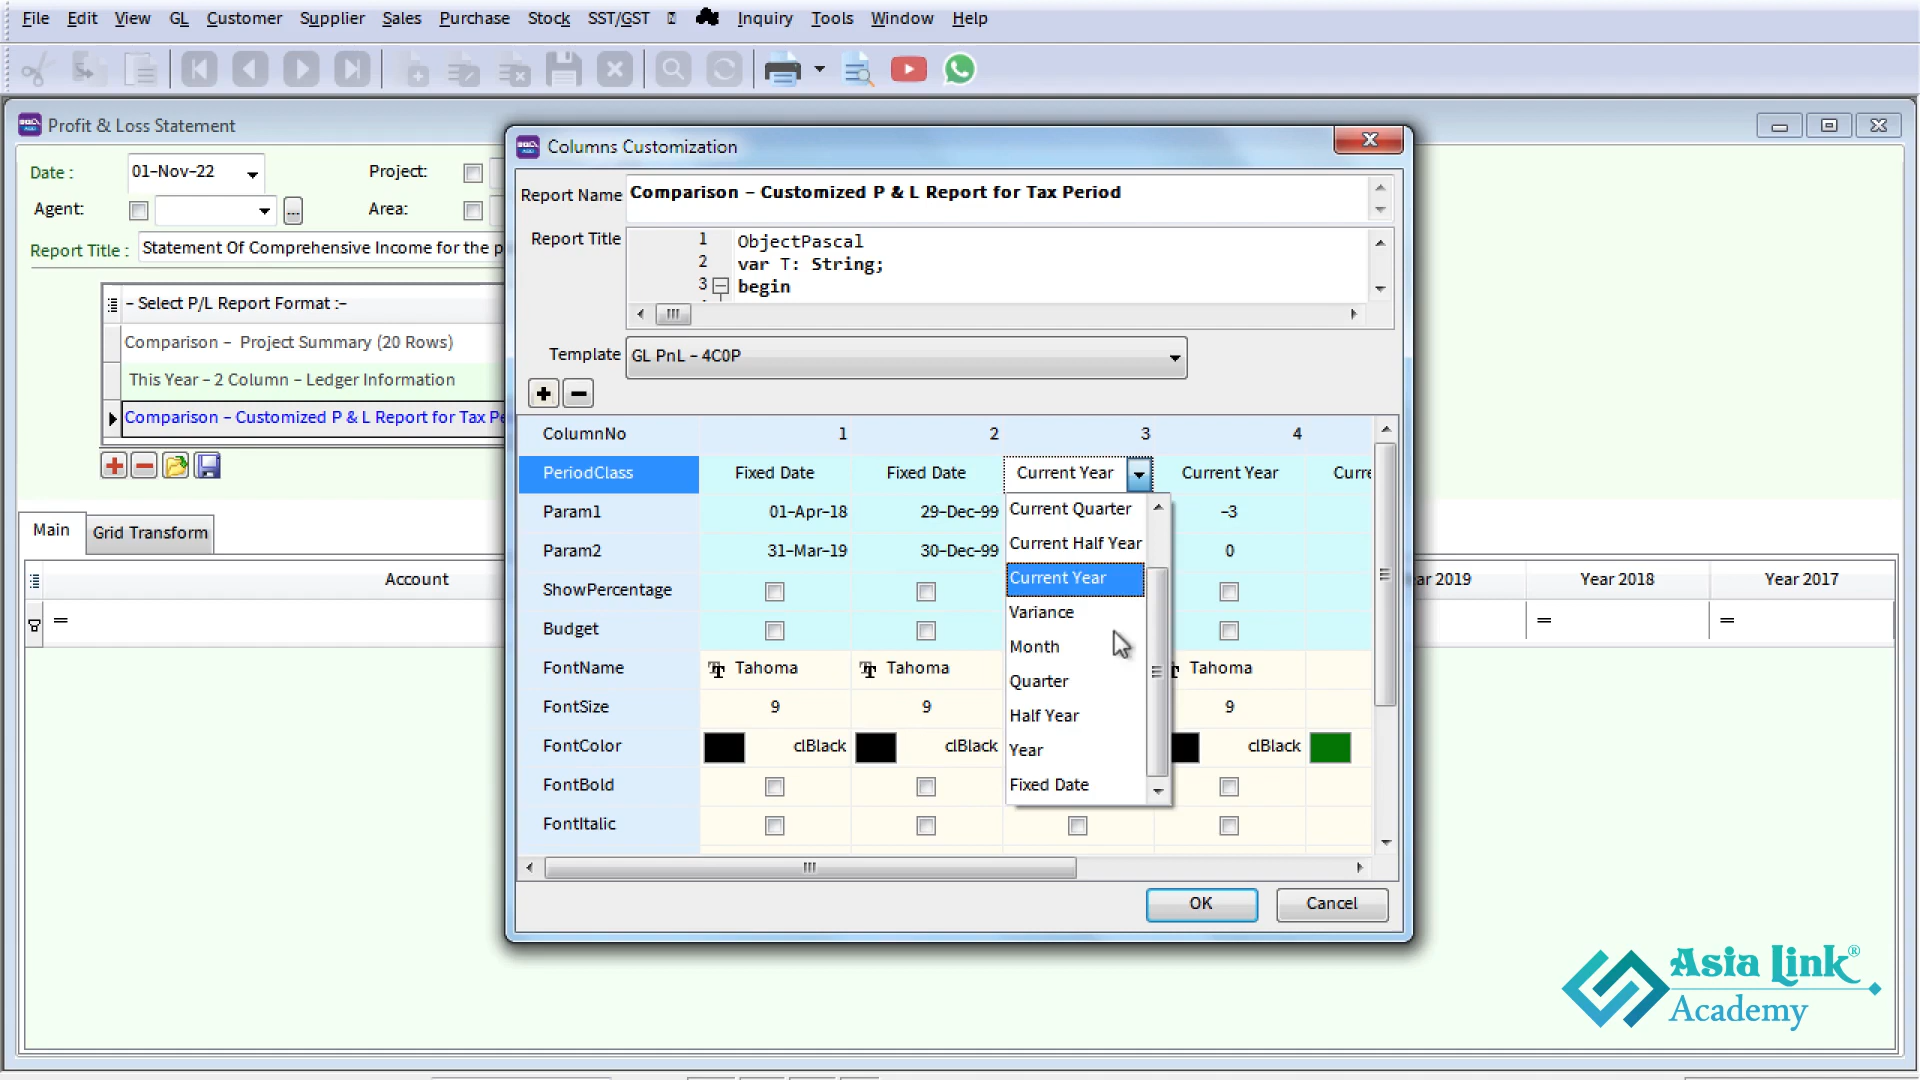 File Edit View GL Customer Supplier Sales Purchase Stock SST/GST Inquiry Tools Window Help
Profit & Loss Statement
Date : 01-Nov-22 Project:
Agent: ... Area:
Report Title : Statement Of Comprehensive Income for the p
- Select P/L Report Format :-
Comparison - Project Summary (20 Rows)
This Year - 2 Column - Ledger Information
Comparison - Customized P & L Report for Tax Pe
Main Grid Transform
Account
=
Columns Customization
Report Name Comparison - Customized P & L Report for Tax Period
Report Title 1 ObjectPascal
2 var T: String;
3 begin
Template GL PnL - 4C0P
ColumnNo 1 2 3 4
PeriodClass Fixed Date Fixed Date Current Year Current Year Curre
Param1 01-Apr-18 29-Dec-99 -3
Param2 31-Mar-19 30-Dec-99 0
ShowPercentage
Budget
FontName Tahoma Tahoma Tahoma
FontSize 9 9 9
FontColor clBlack clBlack clBlack
FontBold
FontItalic
Current Quarter
Current Half Year
Current Year
Variance
Month
Quarter
Half Year
Year
Fixed Date
OK Cancel
ar 2019 Year 2018 Year 2017
= =
Asia Link®
Academy